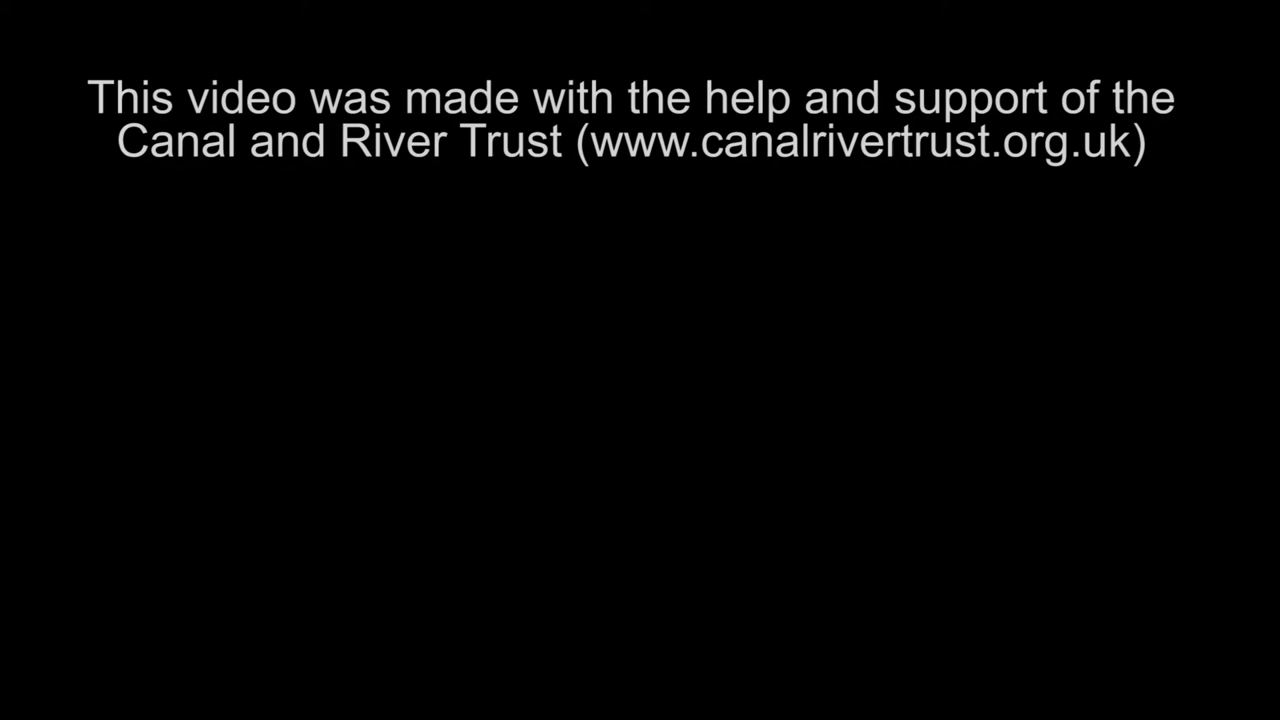 This video was made with the help and support of the
Canal and River Trust (www.canalrivertrust.org.uk)